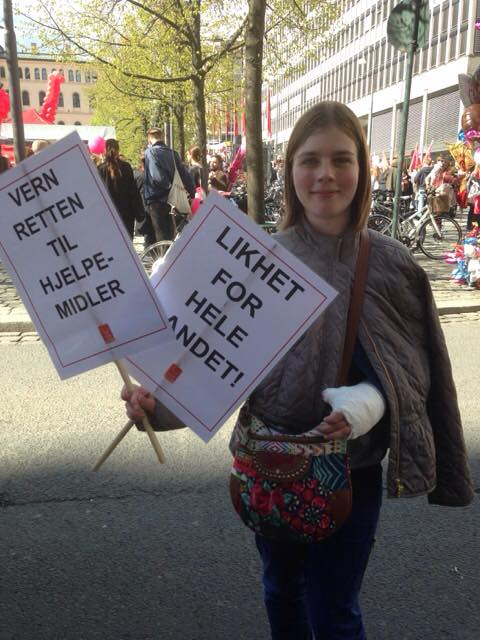 VERN
RETTEN
TIL
HJELPE-
MIDLER
LIKHET
FOR
HELE
ANDET!